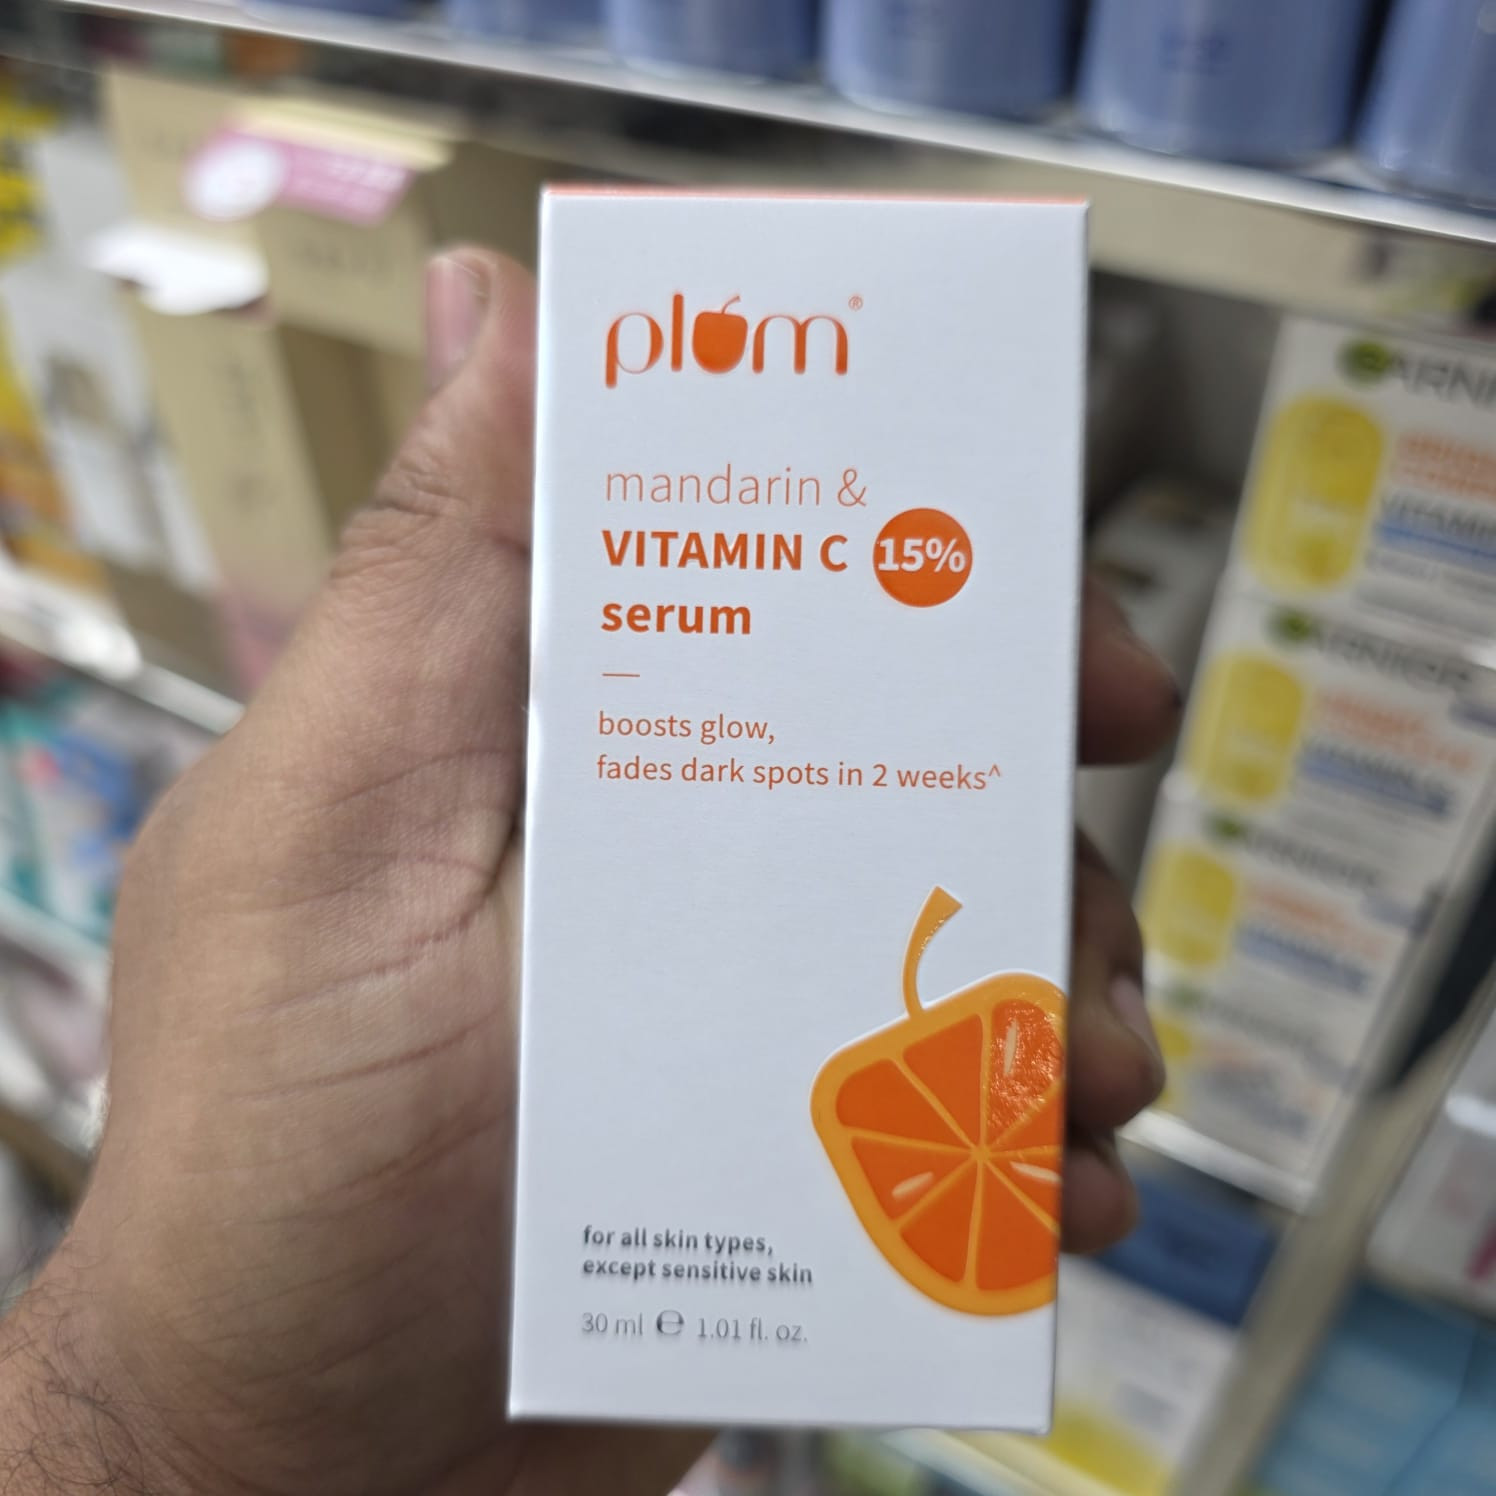 plum®
mandarin &
VITAMIN C 15%
serum
boosts glow,
fades dark spots in 2 weeks^
for all skin types,
except sensitive skin
30 ml ℮ 1.01 fl. oz.
GARNIER